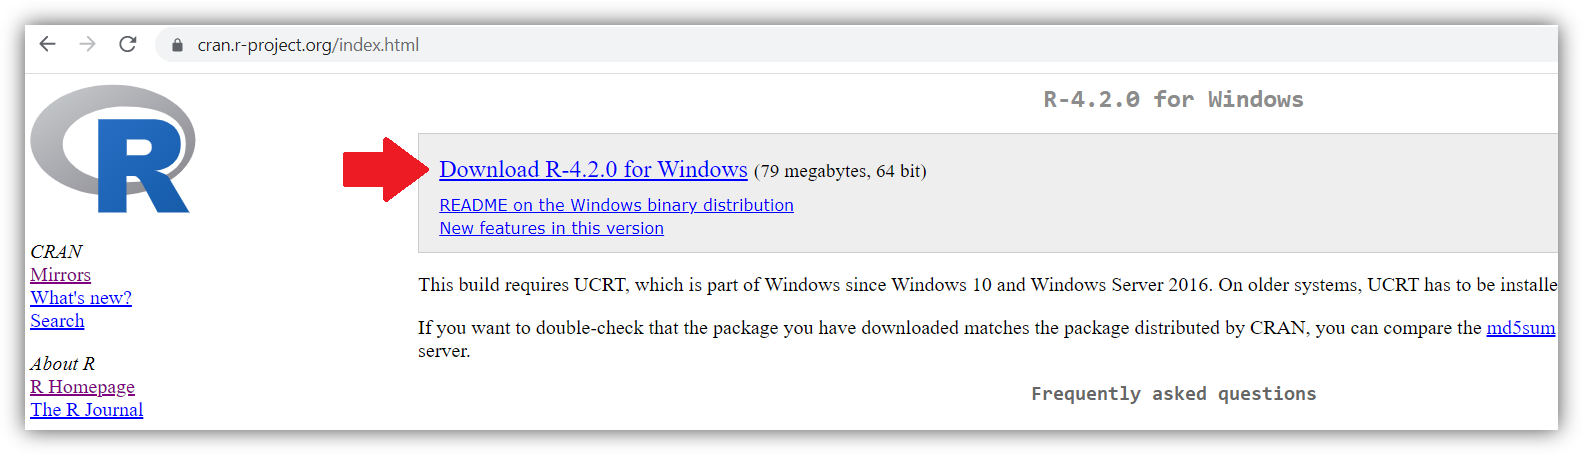 cran.r-project.org/index.html
R
R-4.2.0 for Windows
Download R-4.2.0 for Windows (79 megabytes, 64 bit)
README on the Windows binary distribution
New features in this version
CRAN
Mirrors
What's new?
Search
About R
R Homepage
The R Journal
This build requires UCRT, which is part of Windows since Windows 10 and Windows Server 2016. On older systems, UCRT has to be installe
If you want to double-check that the package you have downloaded matches the package distributed by CRAN, you can compare the md5sum
server.
Frequently asked questions